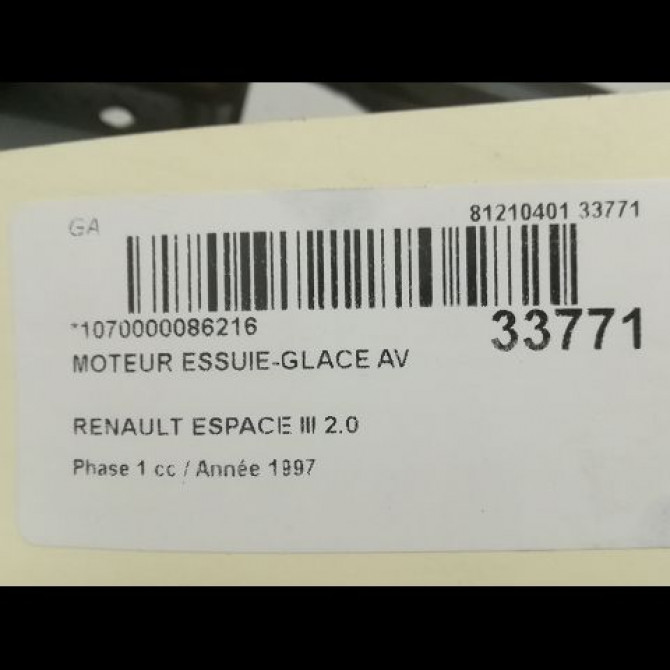 GA
81210401 33771
*1070000086216
33771
MOTEUR ESSUIE-GLACE AV
RENAULT ESPACE III 2.0
Phase 1 cc / Année 1997